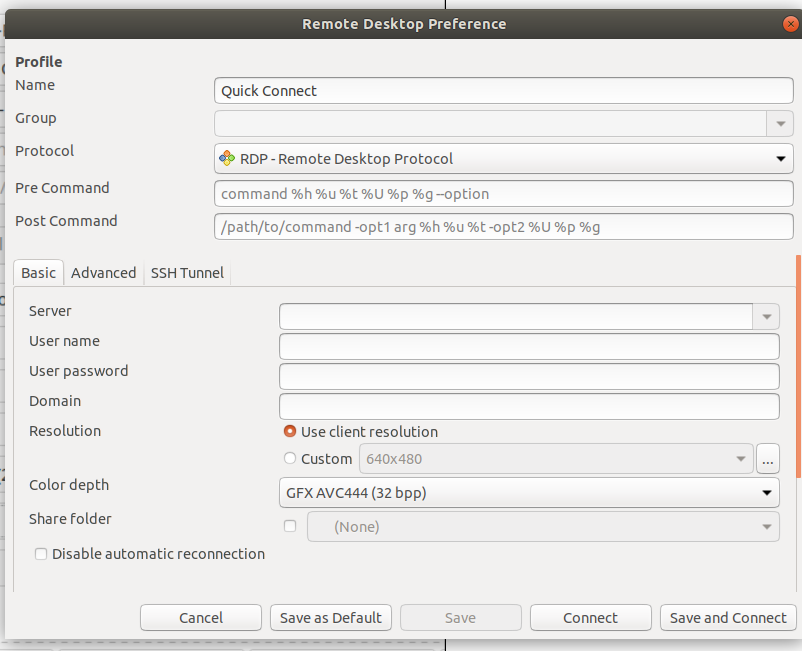 Remote Desktop Preference
Profile
Name Quick Connect
Group
Protocol RDP - Remote Desktop Protocol
Pre Command command %h %u %t %U %p %g --option
Post Command /path/to/command -opt1 arg %h %u %t -opt2 %U %p %g
Basic Advanced SSH Tunnel
Server
User name
User password
Domain
Resolution Use client resolution
Custom 640x480 ...
Color depth GFX AVC444 (32 bpp)
Share folder (None)
Disable automatic reconnection
Cancel Save as Default Save Connect Save and Connect